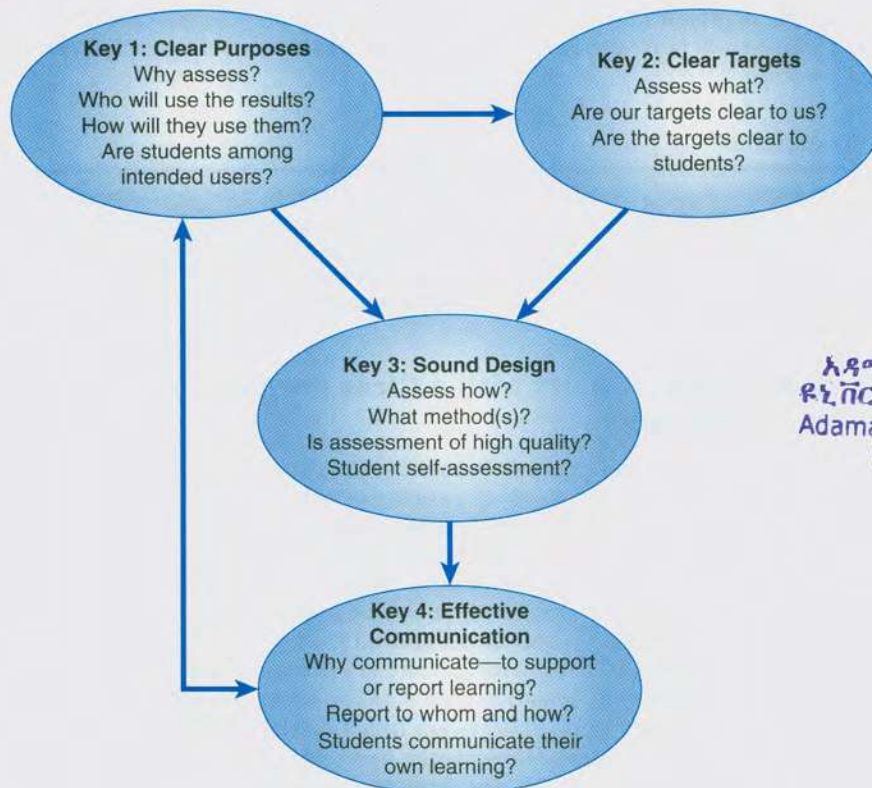 Key 1: Clear Purposes
Why assess?
Who will use the results?
How will they use them?
Are students among
intended users?
Key 2: Clear Targets
Assess what?
Are our targets clear to us?
Are the targets clear to
students?
Key 3: Sound Design
Assess how?
What method(s)?
Is assessment of high quality?
Student self-assessment?
Key 4: Effective
Communication
Why communicate—to support
or report learning?
Report to whom and how?
Students communicate their
own learning?
Adama